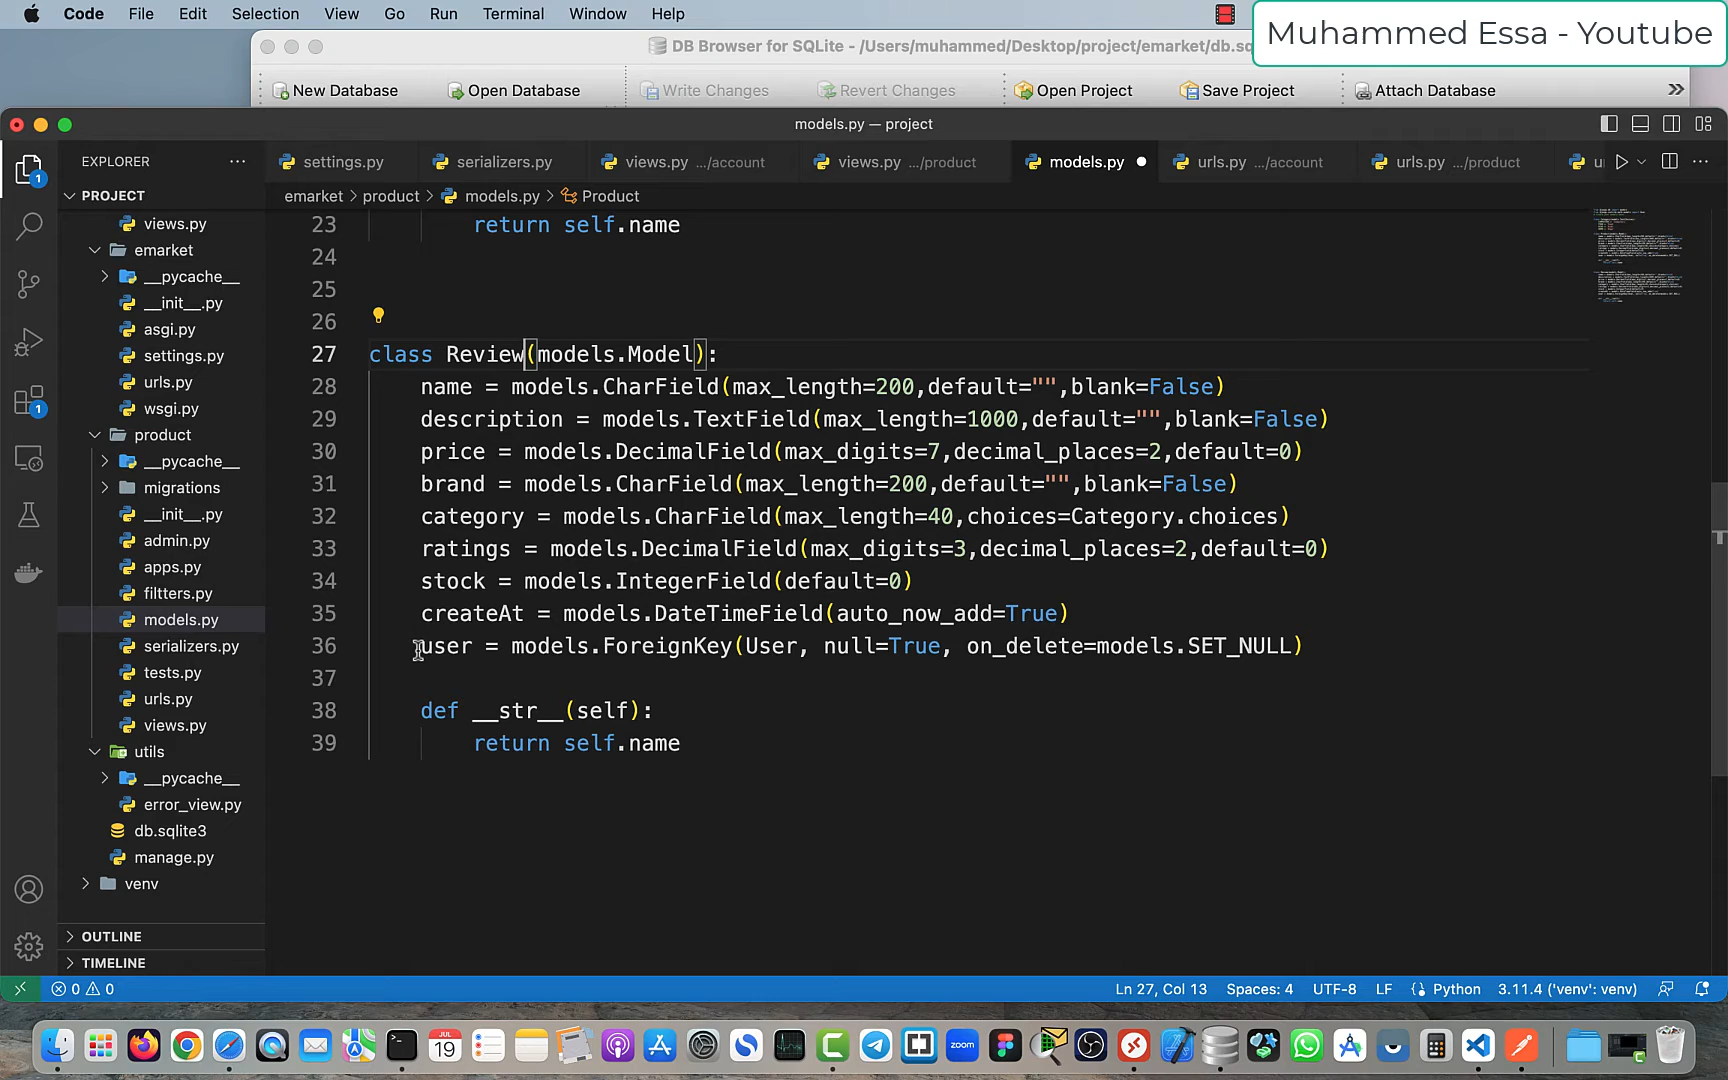 Code File Edit Selection View Go Run Terminal Window Help
Muhammed Essa - Youtube
DB Browser for SQLite - /Users/muhammed/Desktop/project/emarket/db.sq
New Database Open Database Write Changes Revert Changes Open Project Save Project Attach Database
models.py — project
EXPLORER
settings.py serializers.py views.py .../account views.py .../product models.py urls.py .../account urls.py .../product
PROJECT
emarket > product > models.py > Product
views.py
emarket
__pycache__
__init__.py
asgi.py
settings.py
urls.py
wsgi.py
product
__pycache__
migrations
__init__.py
admin.py
apps.py
filtters.py
models.py
serializers.py
tests.py
urls.py
views.py
utils
__pycache__
error_view.py
db.sqlite3
manage.py
venv
OUTLINE
TIMELINE
23 return self.name
24
25
26
27 class Review(models.Model):
28 name = models.CharField(max_length=200,default="",blank=False)
29 description = models.TextField(max_length=1000,default="",blank=False)
30 price = models.DecimalField(max_digits=7,decimal_places=2,default=0)
31 brand = models.CharField(max_length=200,default="",blank=False)
32 category = models.CharField(max_length=40,choices=Category.choices)
33 ratings = models.DecimalField(max_digits=3,decimal_places=2,default=0)
34 stock = models.IntegerField(default=0)
35 createAt = models.DateTimeField(auto_now_add=True)
36 user = models.ForeignKey(User, null=True, on_delete=models.SET_NULL)
37
38 def __str__(self):
39 return self.name
1
1
0 0
Ln 27, Col 13 Spaces: 4 UTF-8 LF Python 3.11.4 ('venv': venv)
JUL
19
zoom